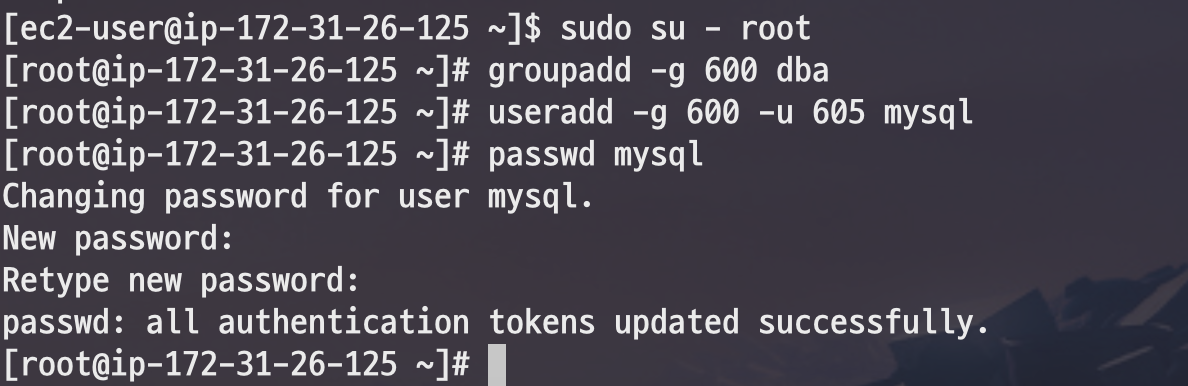 [ec2-user@ip-172-31-26-125 ~]$ sudo su - root
[root@ip-172-31-26-125 ~]# groupadd -g 600 dba
[root@ip-172-31-26-125 ~]# useradd -g 600 -u 605 mysql
[root@ip-172-31-26-125 ~]# passwd mysql
Changing password for user mysql.
New password:
Retype new password:
passwd: all authentication tokens updated successfully.
[root@ip-172-31-26-125 ~]#